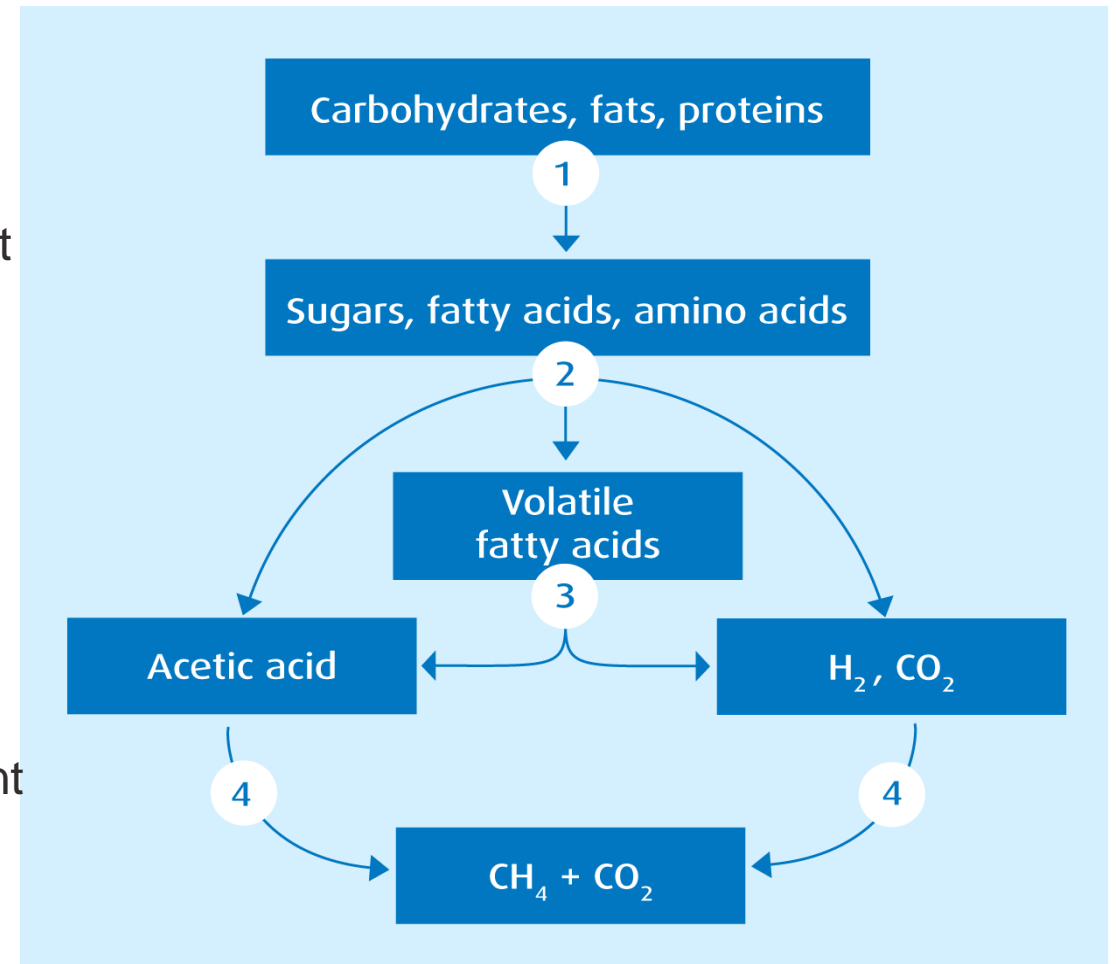 Carbohydrates, fats, proteins
1
t
Sugars, fatty acids, amino acids
2
Volatile
fatty acids
3
Acetic acid
H₂, CO₂
nt
4
4
CH₄ + CO₂